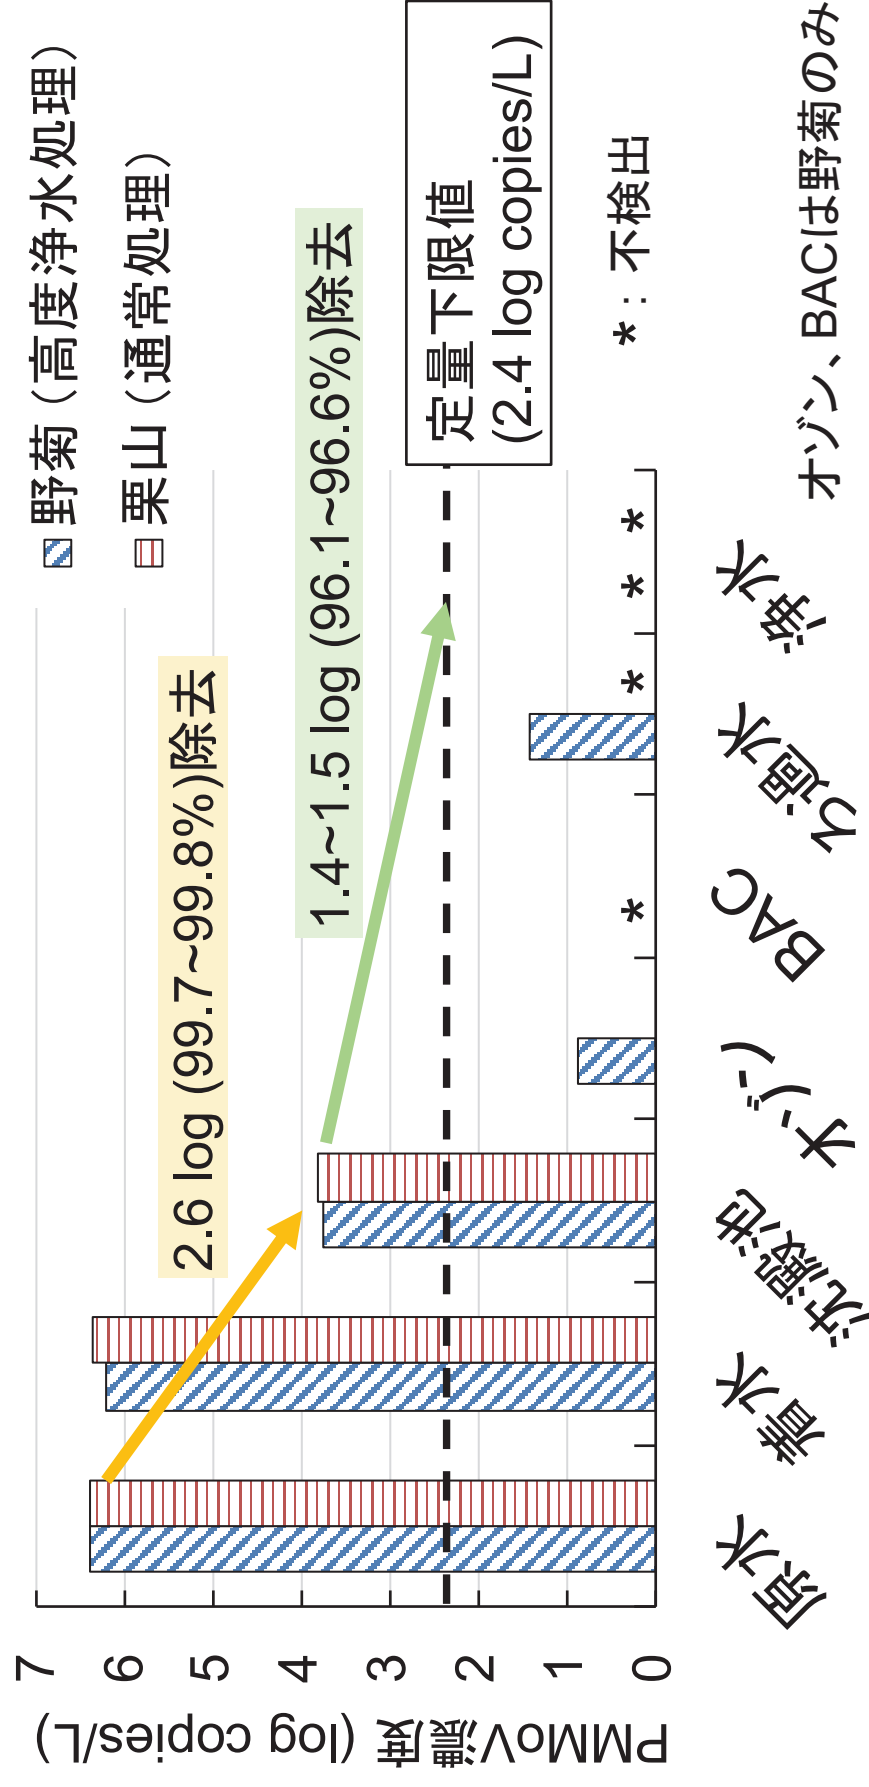 野菊（高度浄水処理）
栗山（通常処理）
2.6 log (99.7~99.8%)除去
1.4~1.5 log (96.1~96.6%)除去
定量下限値
(2.4 log copies/L)
*：不検出
PMMoV濃度 (log copies/L)
7
6
5
4
3
2
1
0
*
*
*
*
原水
着水
沈澱池
オゾン
BAC
ろ過水
浄水
オゾン、BACは野菊のみ